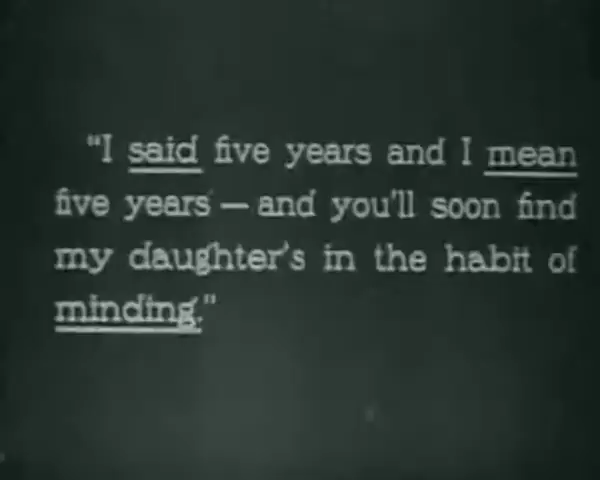 "I said five years and I mean
five years — and you'll soon find
my daughter's in the habit of
minding."